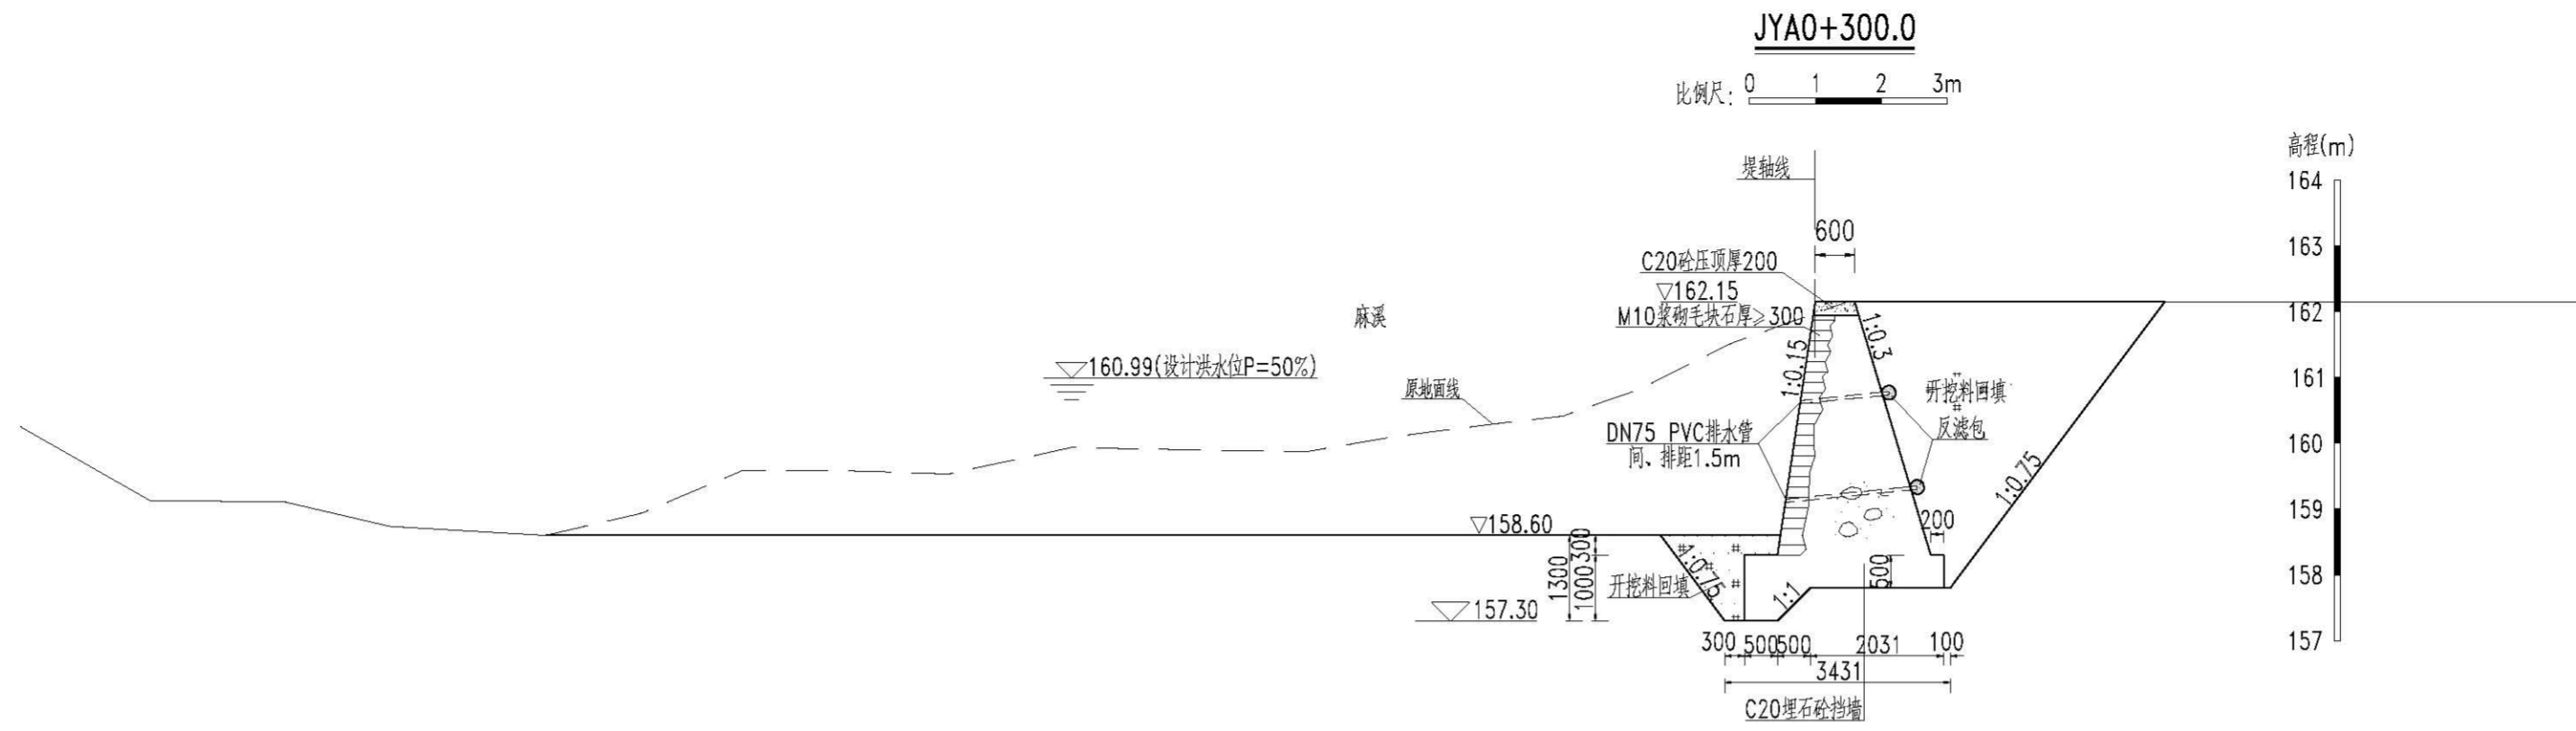 JYA0+300.0
比例尺: 0 1 2 3m
高程(m)
堤轴线
164
600
163
C20砼压顶厚200
▽162.15
M10浆砌毛块石厚≥300
162
麻溪
1:0.15
1:0.3
160.99(设计洪水位P=50%)
161
原地面线
开挖料回填
反滤包
DN75 PVC排水管
间、排距1.5m
160
1:0.75
159
▽158.60
200
300
1300
1000
1:0.75
开挖料回填
500
1:1
158
157.30
157
300 500 500 2031 100
3431
C20埋石砼挡墙